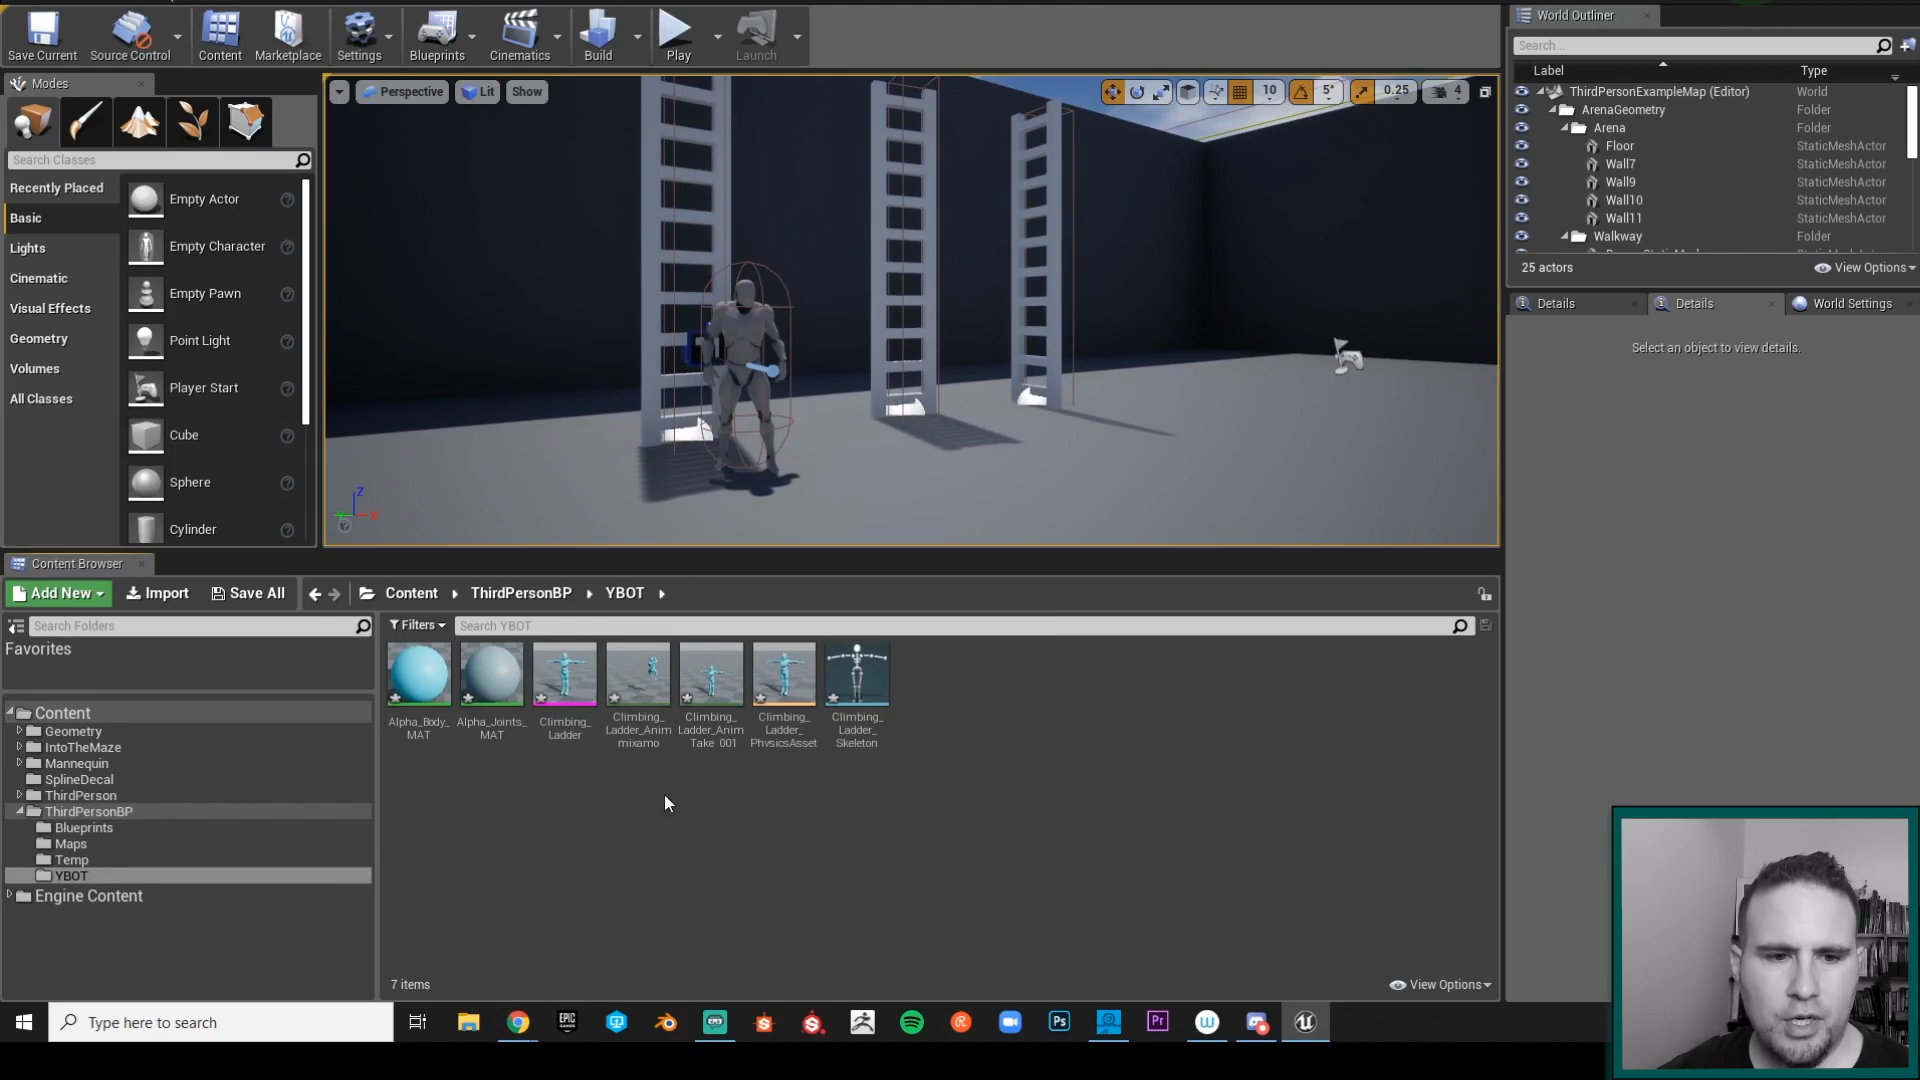 Save Current
Source Control
Content
Marketplace
Settings
Blueprints
Cinematics
Build
Play
Launch
World Outliner
Search...
Label
Type
ThirdPersonExampleMap (Editor)
World
ArenaGeometry
Folder
Arena
Folder
Floor
StaticMeshActor
Wall7
StaticMeshActor
Wall9
StaticMeshActor
Wall10
StaticMeshActor
Wall11
StaticMeshActor
Walkway
Folder
25 actors
View Options
Details
Details
World Settings
Select an object to view details.
Modes
Search Classes
Recently Placed
Basic
Lights
Cinematic
Visual Effects
Geometry
Volumes
All Classes
Empty Actor
Empty Character
Empty Pawn
Point Light
Player Start
Cube
Sphere
Cylinder
Perspective
Lit
Show
10
5°
0.25
4
Z
X
Content Browser
Add New
Import
Save All
Content
ThirdPersonBP
YBOT
Search Folders
Filters
Search YBOT
Favorites
Content
Geometry
IntoTheMaze
Mannequin
SplineDecal
ThirdPerson
ThirdPersonBP
Blueprints
Maps
Temp
YBOT
Engine Content
Alpha_Body_
MAT
Alpha_Joints_
MAT
Climbing_
Ladder
Climbing_
Ladder_Anim
mixamo
Climbing_
Ladder_Anim
Take 001
Climbing_
Ladder_
PhysicsAsset
Climbing_
Ladder_
Skeleton
7 items
View Options
Type here to search
EPIC
Ps
Pr